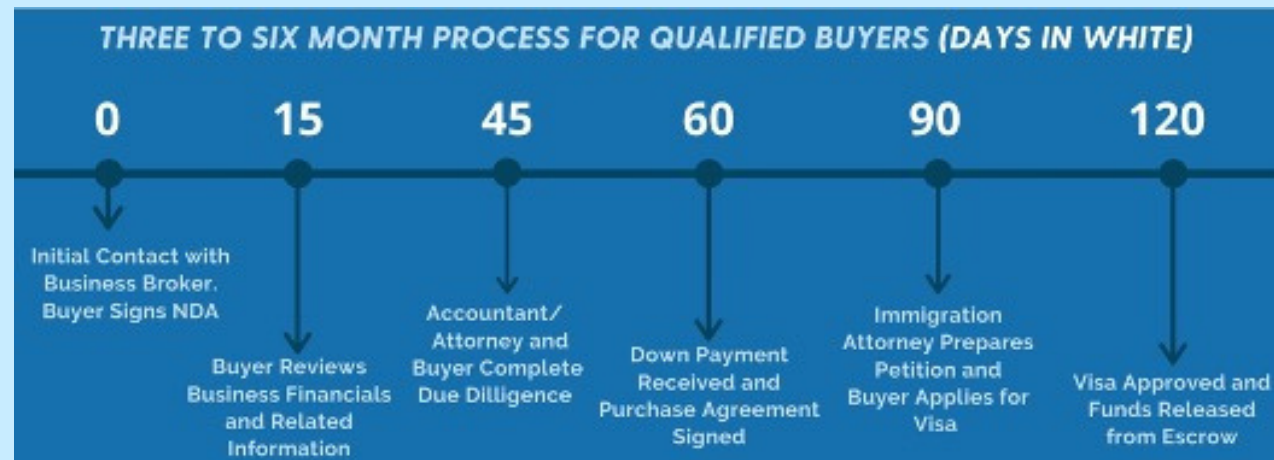 THREE TO SIX MONTH PROCESS FOR QUALIFIED BUYERS (DAYS IN WHITE)
0 15 45 60 90 120
Initial Contact with
Business Broker.
Buyer Signs NDA
Buyer Reviews
Business Financials
and Related
Information
Accountant/
Attorney and
Buyer Complete
Due Dilligence
Down Payment
Received and
Purchase Agreement
Signed
Immigration
Attorney Prepares
Petition and
Buyer Applies for
Visa
Visa Approved and
Funds Released
from Escrow